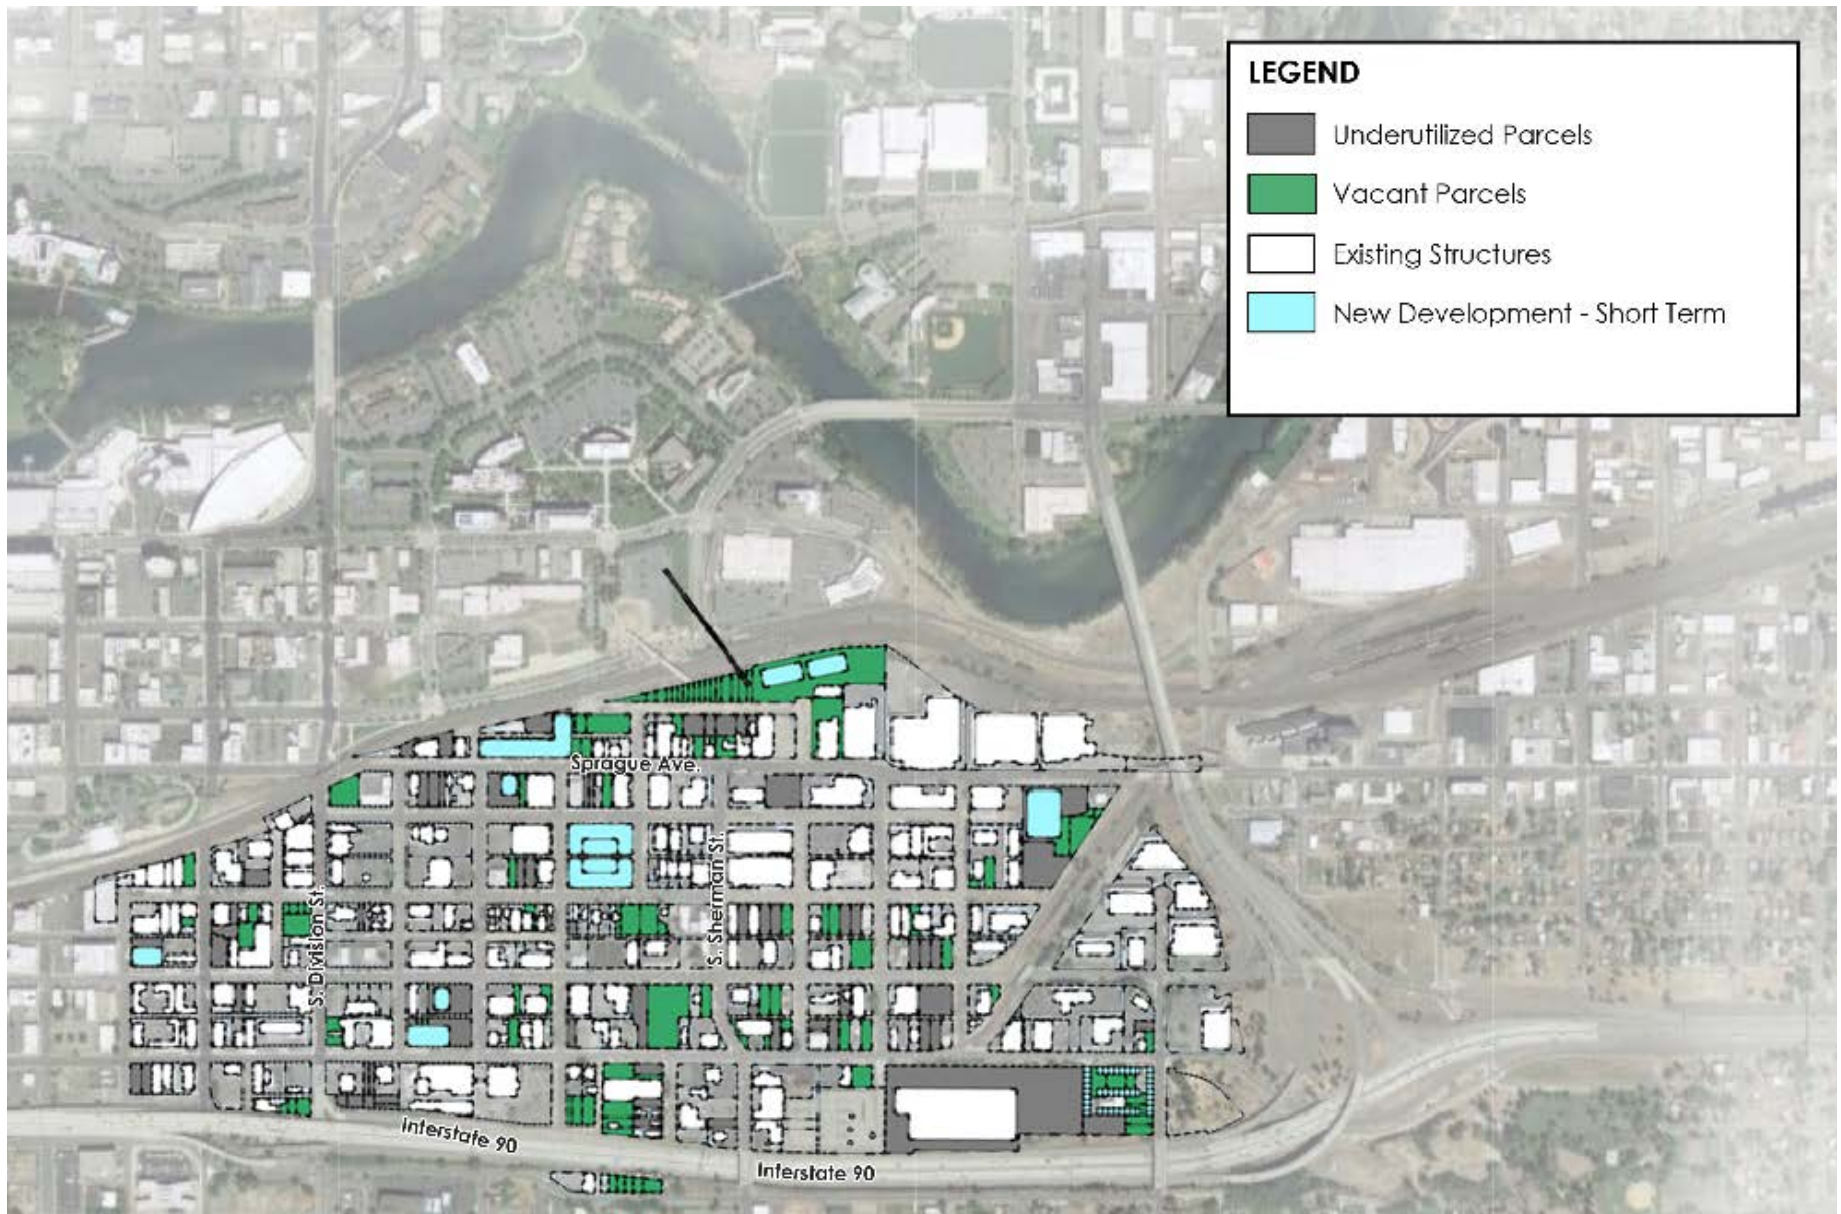 LEGEND
Underutilized Parcels
Vacant Parcels
Existing Structures
New Development - Short Term
Sprague Ave.
S. Division St.
S. Sherman St.
Interstate 90
Interstate 90